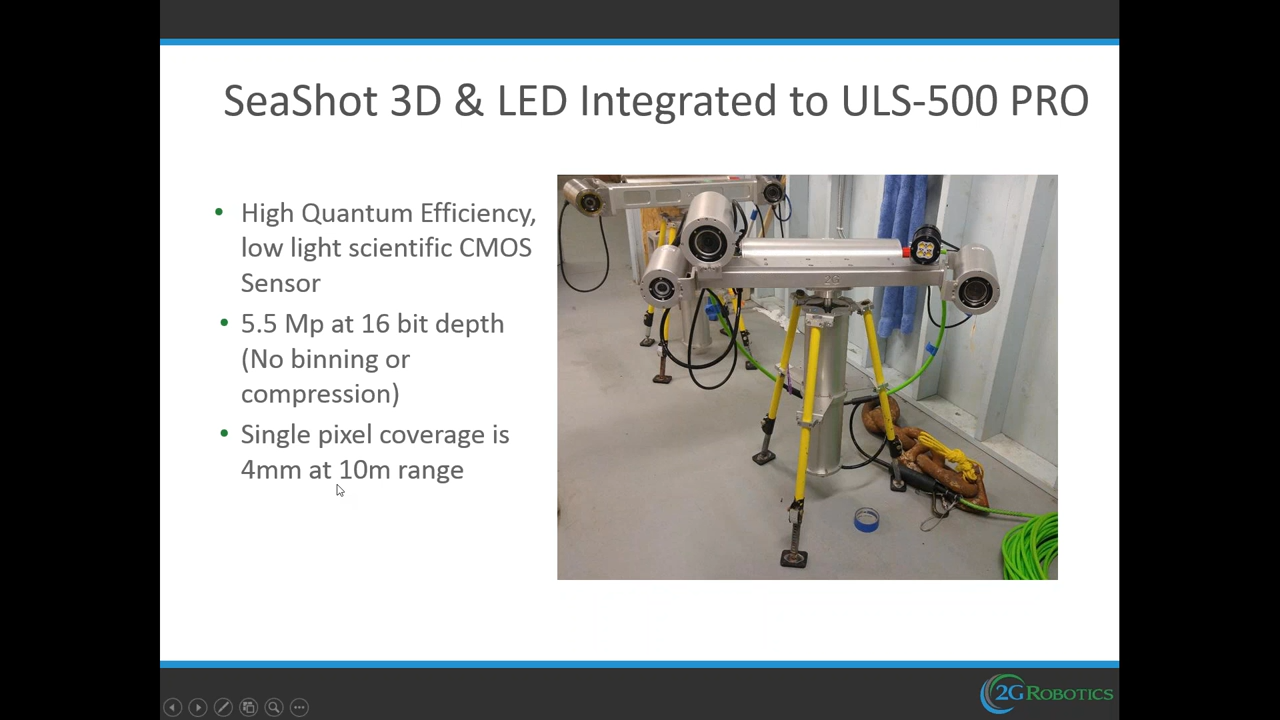 SeaShot 3D & LED Integrated to ULS-500 PRO
• High Quantum Efficiency,
low light scientific CMOS
Sensor
• 5.5 Mp at 16 bit depth
(No binning or
compression)
• Single pixel coverage is
4mm at 10m range
2G
2G ROBOTICS